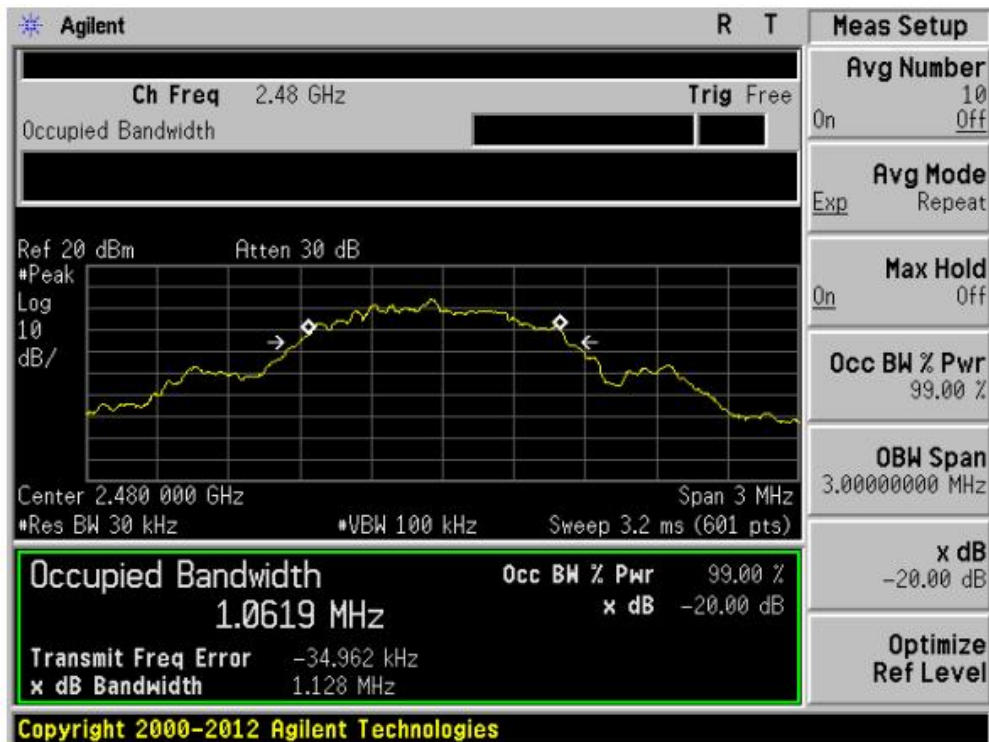 Agilent R T
Ch Freq 2.48 GHz Trig Free
Occupied Bandwidth
Ref 20 dBm Atten 30 dB
#Peak
Log
10
dB/
Center 2.480 000 GHz Span 3 MHz
#Res BW 30 kHz #VBW 100 kHz Sweep 3.2 ms (601 pts)
Occupied Bandwidth Occ BW % Pwr 99.00 %
1.0619 MHz x dB -20.00 dB
Transmit Freq Error -34.962 kHz
x dB Bandwidth 1.128 MHz
Copyright 2000-2012 Agilent Technologies
Meas Setup
Avg Number
10
On Off
Avg Mode
Exp Repeat
Max Hold
On Off
Occ BW % Pwr
99.00 %
OBW Span
3.00000000 MHz
x dB
-20.00 dB
Optimize
Ref Level